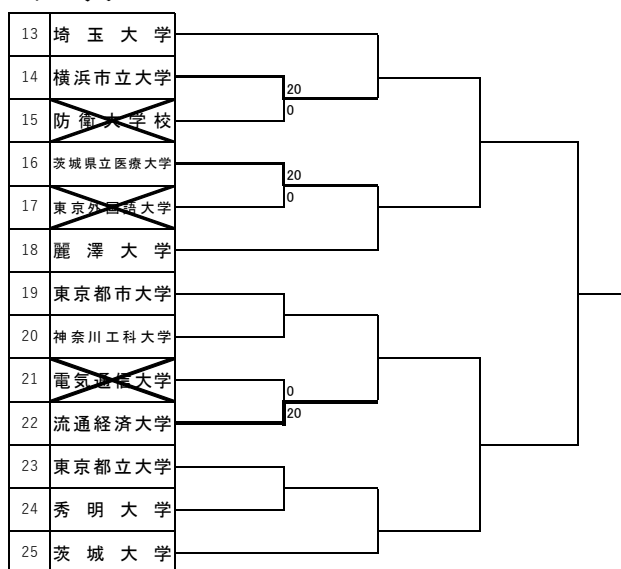 13 埼玉大学
14 横浜市立大学
20
0
15 防衛大学校
16 茨城県立医療大学
20
0
17 東京外国語大学
18 麗澤大学
19 東京都市大学
20 神奈川工科大学
21 電気通信大学
0
20
22 流通経済大学
23 東京都立大学
24 秀明大学
25 茨城大学